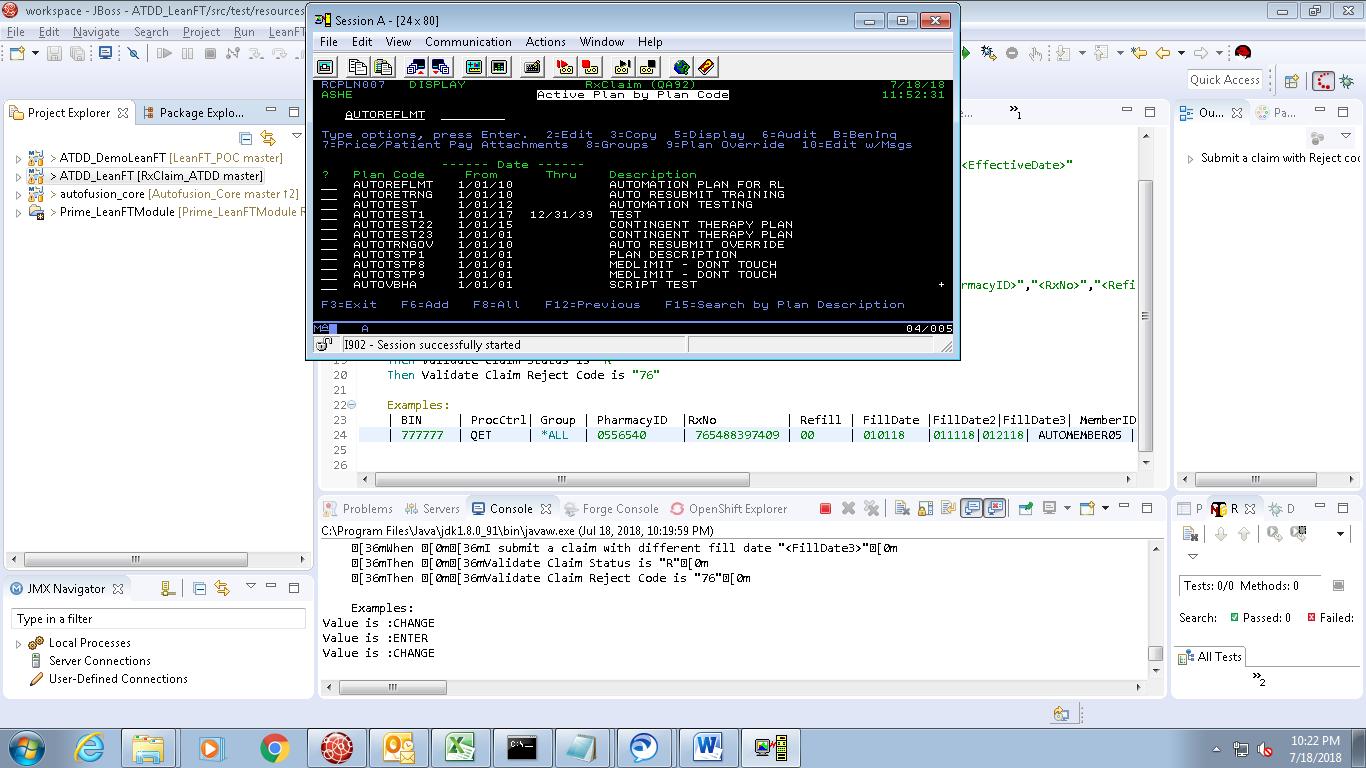 workspace - JBoss - ATDD_LeanFT/src/test/resources
File Edit Navigate Search Project Run LeanFT
Quick Access
Project Explorer
Package Explo...
> ATDD_DemoLeanFT [LeanFT_POC master]
> ATDD_LeanFT [RxClaim_ATDD master]
> autofusion_core [Autofusion_Core master ↑2]
> Prime_LeanFTModule [Prime_LeanFTModule R
JMX Navigator
Type in a filter
Local Processes
Server Connections
User-Defined Connections
Session A - [24 x 80]
File Edit View Communication Actions Window Help
RCPLN007 DISPLAY RxClaim (QA92) 7/18/18
ASHE Active Plan by Plan Code 11:52:31
AUTOREFLMT
Type options, press Enter. 2=Edit 3=Copy 5=Display 6=Audit B=BenInq
7=Price/Patient Pay Attachments 8=Groups 9=Plan Override 10=Edit w/Msgs
------ Date ------
? Plan Code From Thru Description
AUTOREFLMT 1/01/10 AUTOMATION PLAN FOR RL
AUTORETRNG 1/01/10 AUTO RESUBMIT TRAINING
AUTOTEST 1/01/12 AUTOMATION TESTING
AUTOTEST1 1/01/17 12/31/39 TEST
AUTOTEST22 1/01/15 CONTINGENT THERAPY PLAN
AUTOTEST23 1/01/01 CONTINGENT THERAPY PLAN
AUTOTRNGOV 1/01/10 AUTO RESUBMIT OVERRIDE
AUTOTSTP1 1/01/01 PLAN DESCRIPTION
AUTOTSTP8 1/01/01 MEDLIMIT - DONT TOUCH
AUTOTSTP9 1/01/01 MEDLIMIT - DONT TOUCH
AUTOVBHA 1/01/01 SCRIPT TEST +
F3=Exit F6=Add F8=All F12=Previous F15=Search by Plan Description
MA A 04/005
I902 - Session successfully started
e... »1
<EffectiveDate>"
rmacyID>","<RxNo>","<Refi
20 Then Validate Claim Reject Code is "76"
21
22 Examples:
23 | BIN | ProcCtrl| Group | PharmacyID |RxNo | Refill | FillDate |FillDate2|FillDate3| MemberID
24 | 777777 | QET | *ALL | 0556540 | 765488397409 | 00 | 010118 |011118|012118| AUTOMEMBER05 |
25
26
Ou...
Pa...
Submit a claim with Reject co
Problems Servers Console Forge Console OpenShift Explorer
C:\Program Files\Java\jdk1.8.0_91\bin\javaw.exe (Jul 18, 2018, 10:19:59 PM)
[36mWhen [0m[36mI submit a claim with different fill date "<FillDate3>"[0m
[36mThen [0m[36mValidate Claim Status is "R"[0m
[36mThen [0m[36mValidate Claim Reject Code is "76"[0m
Examples:
Value is :CHANGE
Value is :ENTER
Value is :CHANGE
P R D
Tests: 0/0 Methods: 0
Search: Passed: 0 Failed:
All Tests
»2
10:22 PM
7/18/2018